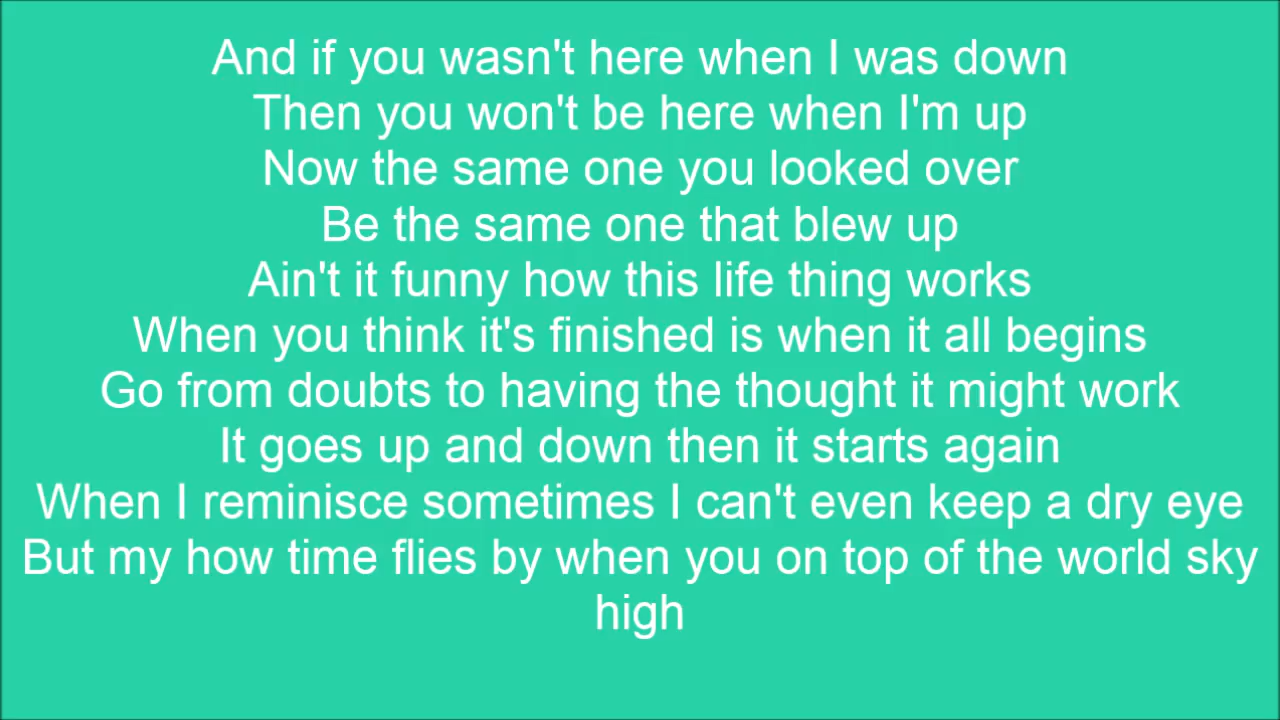 And if you wasn't here when I was down
Then you won't be here when I'm up
Now the same one you looked over
Be the same one that blew up
Ain't it funny how this life thing works
When you think it's finished is when it all begins
Go from doubts to having the thought it might work
It goes up and down then it starts again
When I reminisce sometimes I can't even keep a dry eye
But my how time flies by when you on top of the world sky
high